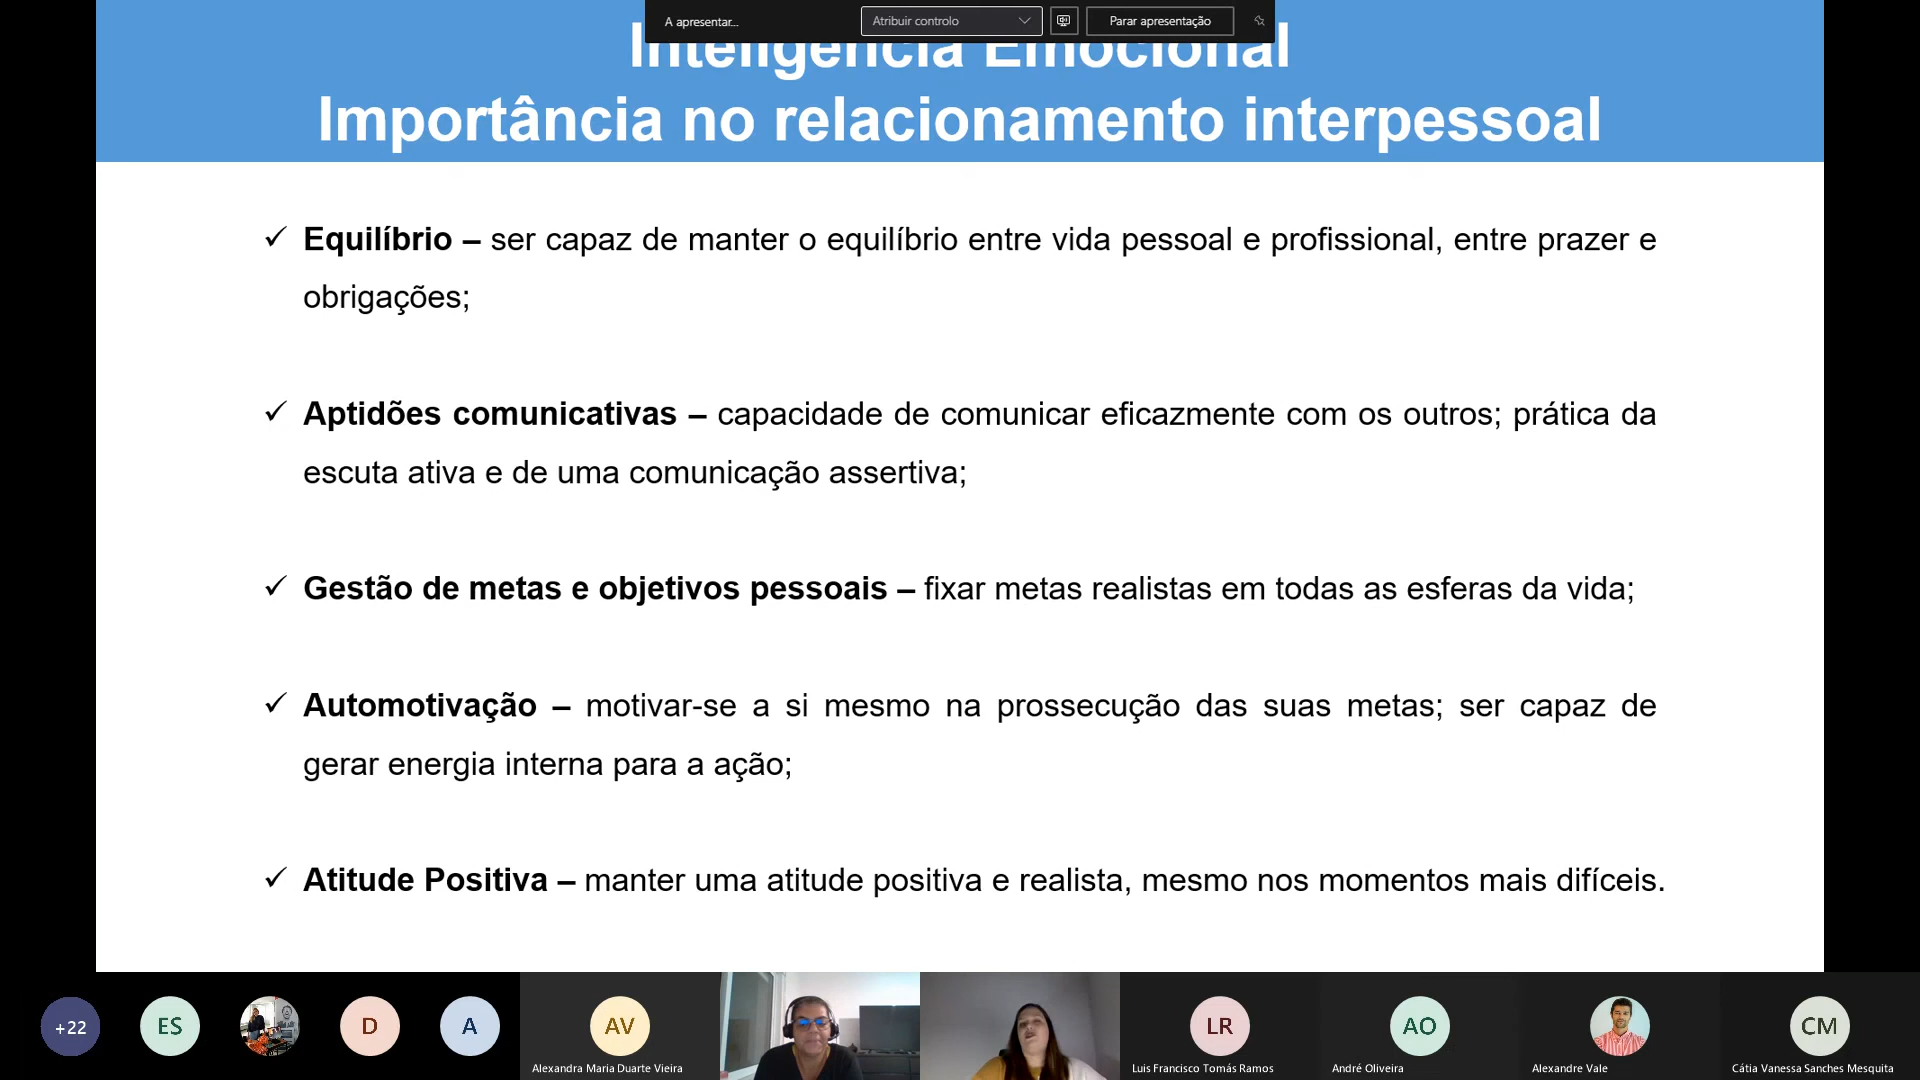 A apresentar...
Atribuir controlo
Parar apresentação
Inteligência Emocional
Importância no relacionamento interpessoal
✓ Equilíbrio – ser capaz de manter o equilíbrio entre vida pessoal e profissional, entre prazer e
obrigações;
✓ Aptidões comunicativas – capacidade de comunicar eficazmente com os outros; prática da
escuta ativa e de uma comunicação assertiva;
✓ Gestão de metas e objetivos pessoais – fixar metas realistas em todas as esferas da vida;
✓ Automotivação – motivar-se a si mesmo na prossecução das suas metas; ser capaz de
gerar energia interna para a ação;
✓ Atitude Positiva – manter uma atitude positiva e realista, mesmo nos momentos mais difíceis.
+22
ES
D
A
AV
Alexandra Maria Duarte Vieira
LR
Luis Francisco Tomás Ramos
AO
André Oliveira
Alexandre Vale
CM
Cátia Vanessa Sanches Mesquita